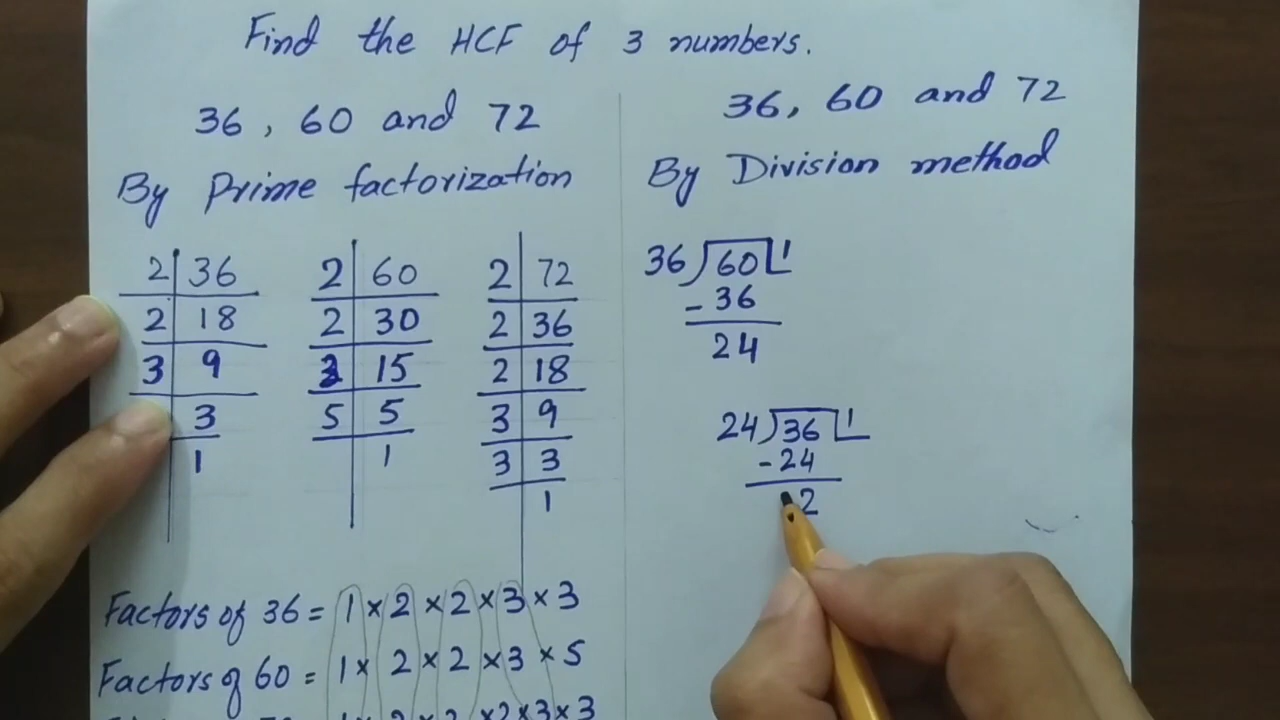 Find the HCF of 3 numbers.
36, 60 and 72
By Prime factorization
2 36
2 18
3 9
3
1
2 60
2 30
3 15
5 5
1
2 72
2 36
2 18
3 9
3 3
1
Factors of 36 = 1 × 2 × 2 × 3 × 3
Factors of 60 = 1 × 2 × 2 × 3 × 5
36, 60 and 72
By Division method
36 ) 60 1
- 36
24
24 ) 36 1
- 24
2